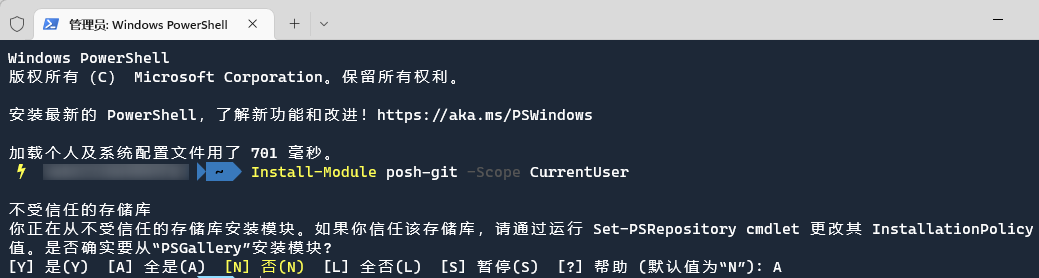 管理员: Windows PowerShell
Windows PowerShell
版权所有 (C)  Microsoft Corporation。保留所有权利。
安装最新的 PowerShell，了解新功能和改进！https://aka.ms/PSWindows
加载个人及系统配置文件用了 701 毫秒。
~ Install-Module posh-git -Scope CurrentUser
不受信任的存储库
你正在从不受信任的存储库安装模块。如果你信任该存储库，请通过运行 Set-PSRepository cmdlet 更改其 InstallationPolicy
值。是否确实要从“PSGallery”安装模块?
[Y] 是(Y)  [A] 全是(A)  [N] 否(N)  [L] 全否(L)  [S] 暂停(S)  [?] 帮助 (默认值为“N”): A